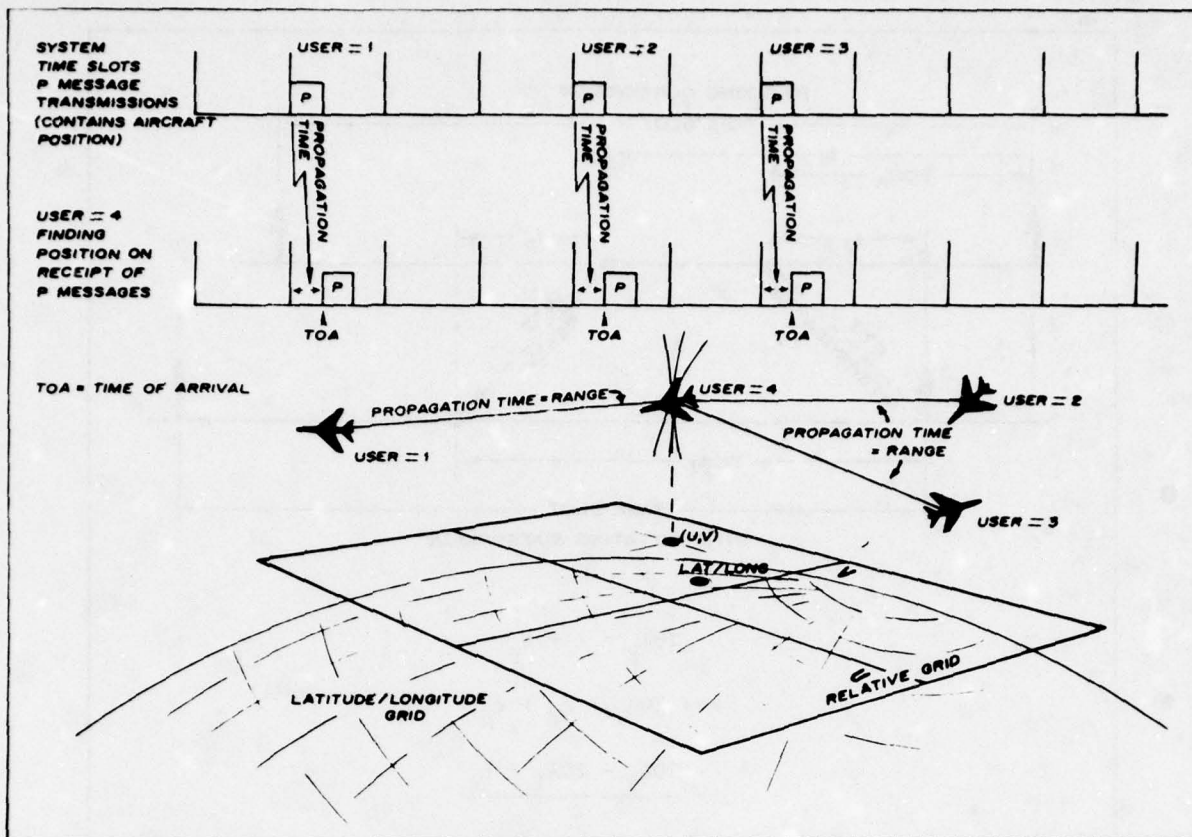 SYSTEM
TIME SLOTS
P MESSAGE
TRANSMISSIONS
(CONTAINS AIRCRAFT
POSITION)
USER = 1
USER = 2
USER = 3
P
P
P
PROPAGATION
TIME
PROPAGATION
TIME
PROPAGATION
TIME
USER = 4
FINDING
POSITION ON
RECEIPT OF
P MESSAGES
P
P
P
TOA
TOA
TOA
TOA = TIME OF ARRIVAL
PROPAGATION TIME = RANGE
USER = 4
USER = 2
USER = 1
PROPAGATION TIME
= RANGE
USER = 3
(U,V)
LAT/LONG
RELATIVE GRID
LATITUDE/LONGITUDE
GRID